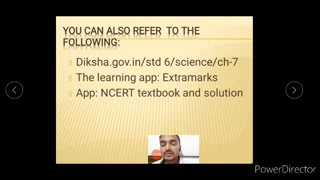 YOU CAN ALSO REFER TO THE
FOLLOWING:
Diksha.gov.in/std 6/science/ch-7
The learning app: Extramarks
App: NCERT textbook and solution
PowerDirector